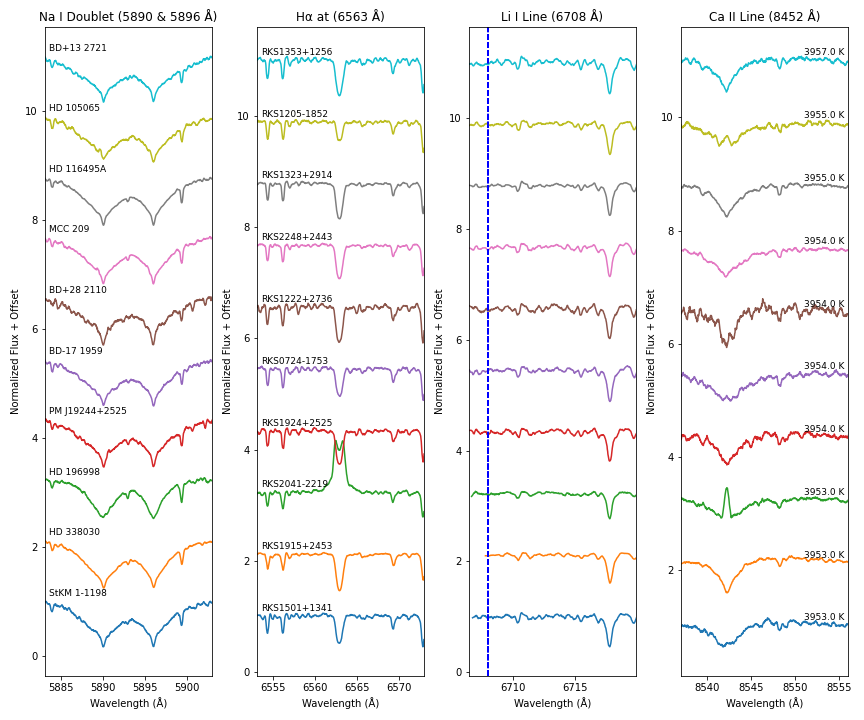 Na I Doublet (5890 & 5896 Å)
Hα at (6563 Å)
Li I Line (6708 Å)
Ca II Line (8452 Å)
BD+13 2721
HD 105065
HD 116495A
MCC 209
BD+28 2110
BD-17 1959
PM J19244+2525
HD 196998
HD 338030
StKM 1-1198
RKS1353+1256
RKS1205-1852
RKS1323+2914
RKS2248+2443
RKS1222+2736
RKS0724-1753
RKS1924+2525
RKS2041-2219
RKS1915+2453
RKS1501+1341
3957.0 K
3955.0 K
3955.0 K
3954.0 K
3954.0 K
3954.0 K
3954.0 K
3953.0 K
3953.0 K
3953.0 K
Normalized Flux + Offset
10
8
6
4
2
0
5885
5890
5895
5900
Wavelength (Å)
Normalized Flux + Offset
10
8
6
4
2
0
6555
6560
6565
6570
Wavelength (Å)
Normalized Flux + Offset
10
8
6
4
2
0
6710
6715
Wavelength (Å)
Normalized Flux + Offset
10
8
6
4
2
8540
8545
8550
8555
Wavelength (Å)